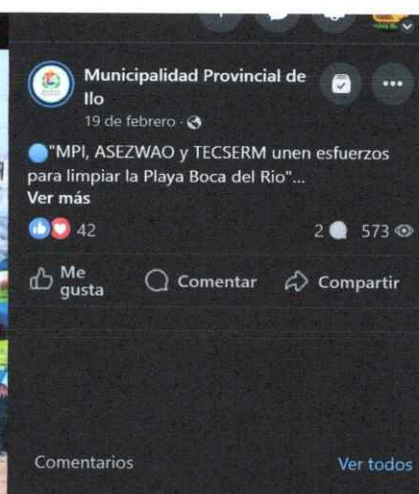 Municipalidad Provincial de
Ilo
19 de febrero ·
"MPI, ASEZWAO y TECSERM unen esfuerzos
para limpiar la Playa Boca del Rio"...
Ver más
42
2 573
Me gusta
Comentar
Compartir
Comentarios
Ver todos